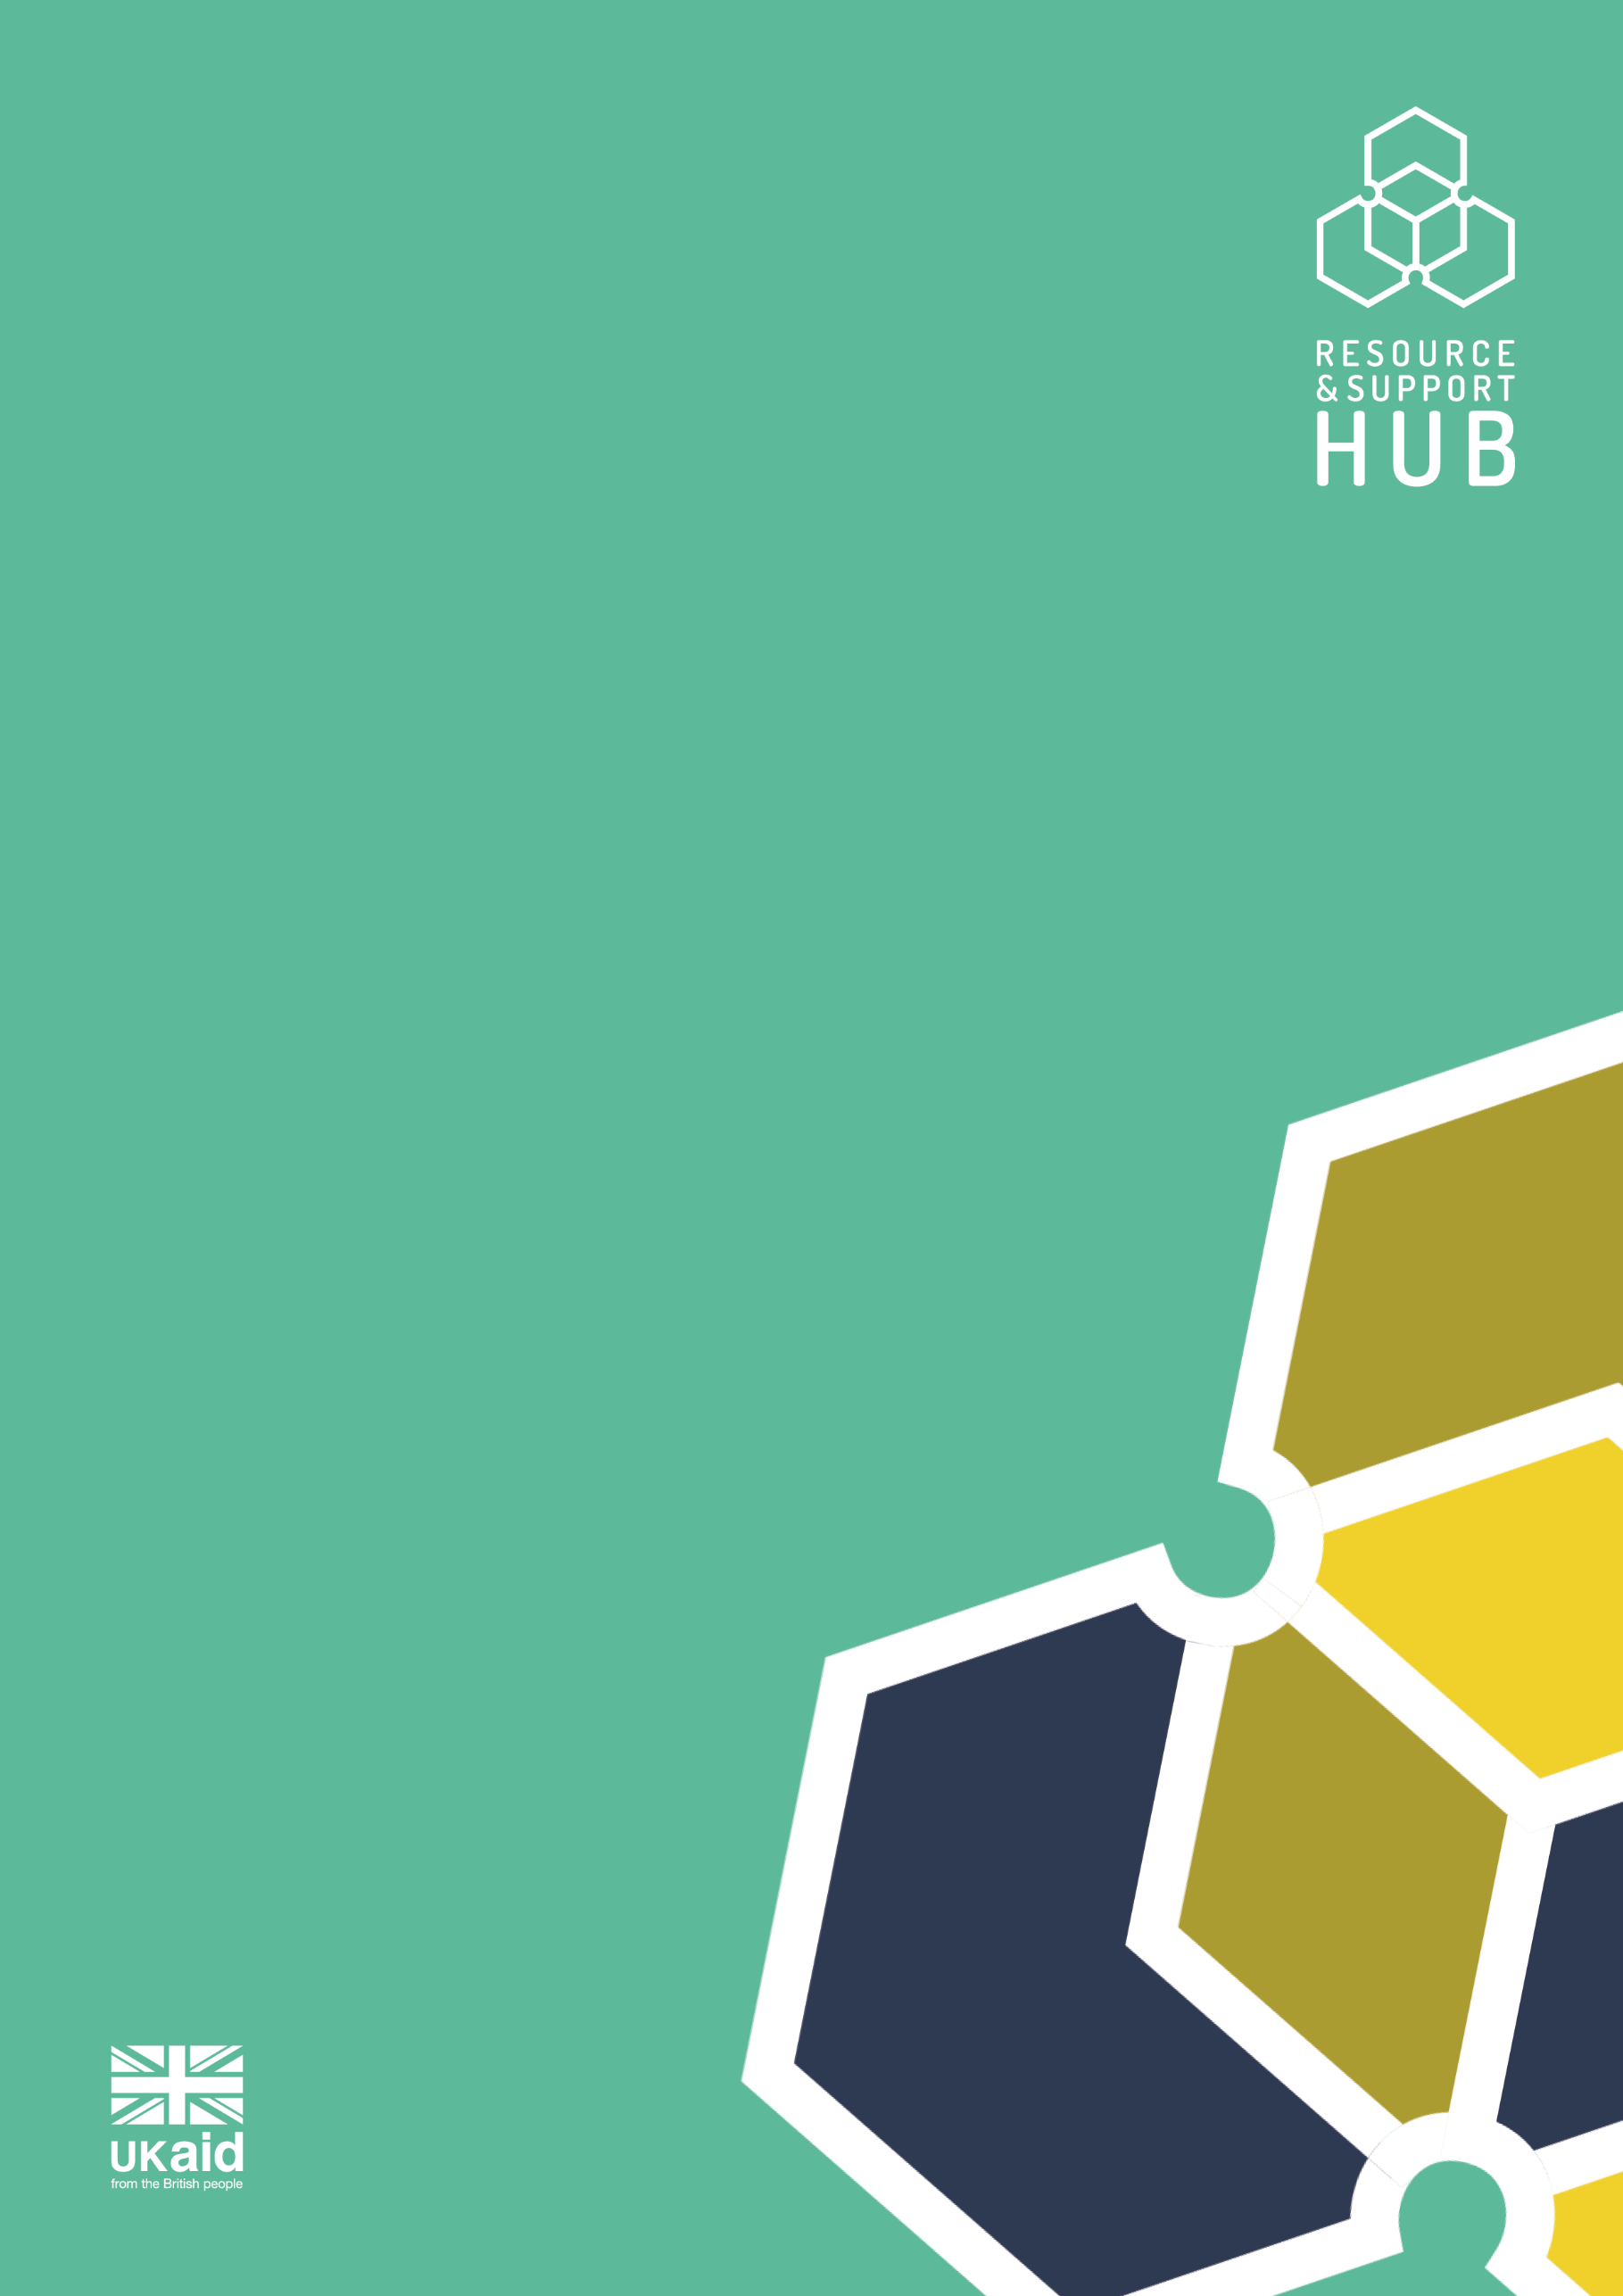 RESOURCE
& SUPPORT
HUB
ukaid
from the British people